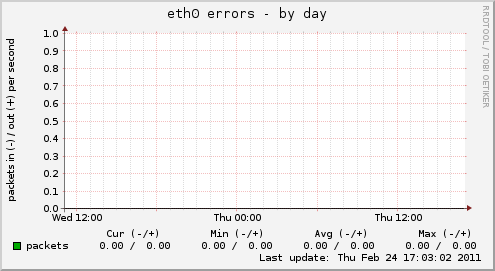 eth0 errors - by day
RRDTOOL / TOBI OETIKER
packets in (-) / out (+) per second
1.0
0.9
0.8
0.7
0.6
0.5
0.4
0.3
0.2
0.1
0.0
Wed 12:00 Thu 00:00 Thu 12:00
Cur (-/+) Min (-/+) Avg (-/+) Max (-/+)
packets 0.00 / 0.00 0.00 / 0.00 0.00 / 0.00 0.00 / 0.00
Last update: Thu Feb 24 17:03:02 2011